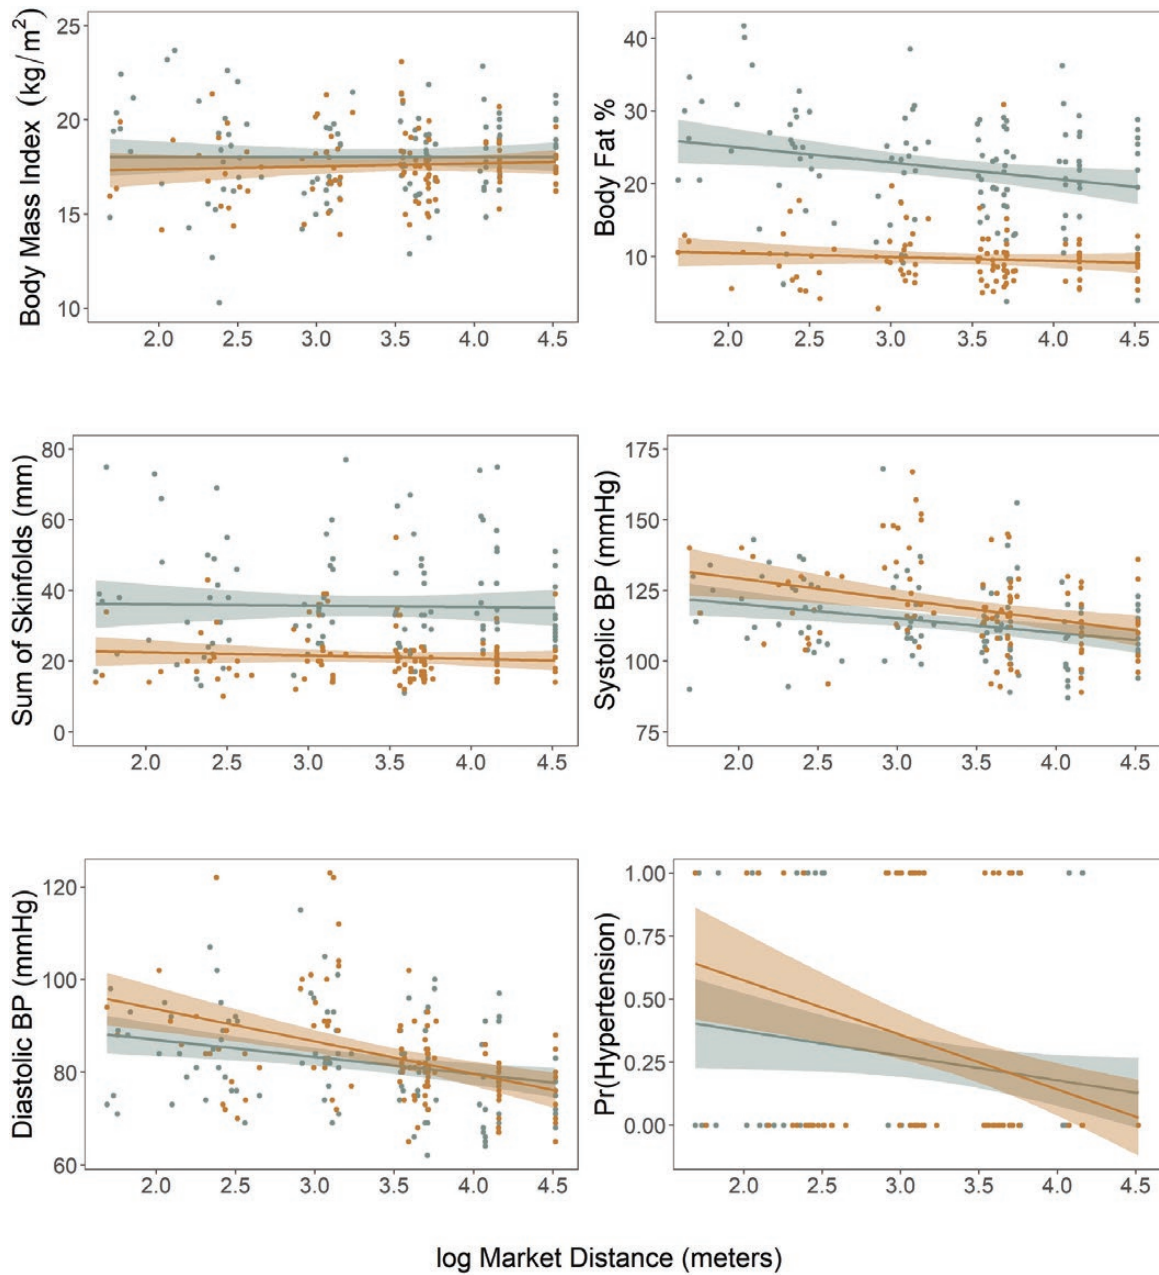 Body Mass Index (kg/m²)
25
20
15
10
2.0 2.5 3.0 3.5 4.0 4.5
Body Fat %
40
30
20
10
2.0 2.5 3.0 3.5 4.0 4.5
Sum of Skinfolds (mm)
80
60
40
20
0
2.0 2.5 3.0 3.5 4.0 4.5
Systolic BP (mmHg)
175
150
125
100
75
2.0 2.5 3.0 3.5 4.0 4.5
Diastolic BP (mmHg)
120
100
80
60
2.0 2.5 3.0 3.5 4.0 4.5
Pr(Hypertension)
1.00
0.75
0.50
0.25
0.00
2.0 2.5 3.0 3.5 4.0 4.5
log Market Distance (meters)